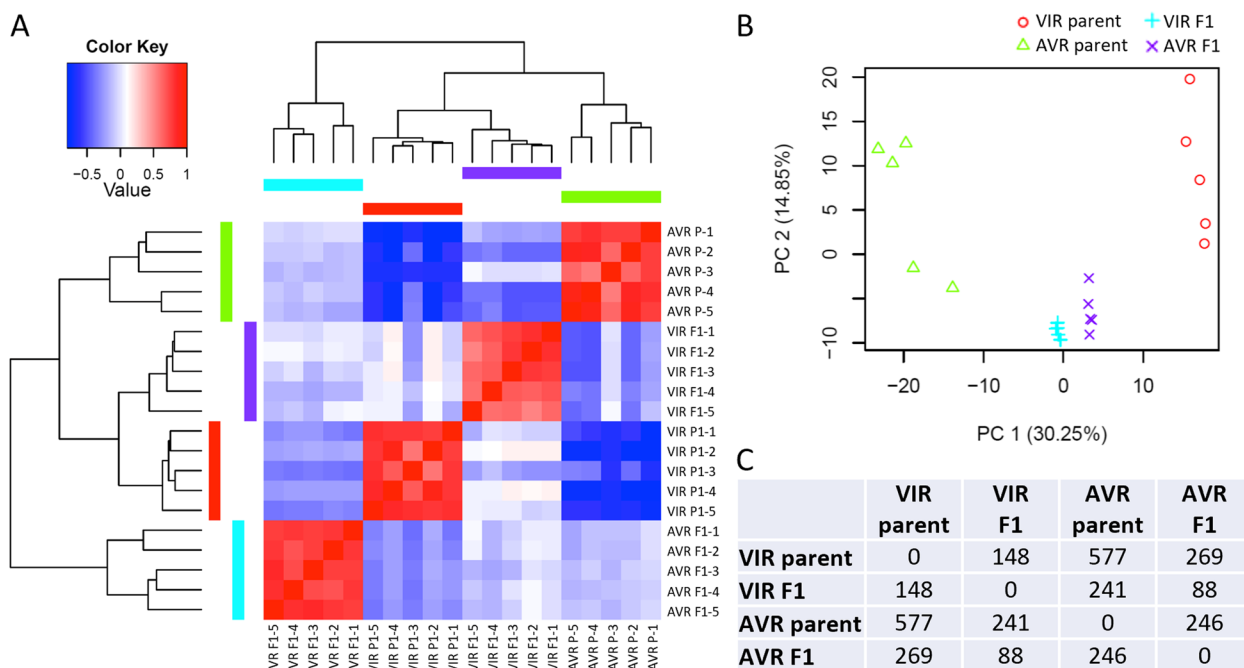 A
Color Key
−0.5 0 0.5 1
Value
AVR P-1
AVR P-2
AVR P-3
AVR P-4
AVR P-5
VIR F1-1
VIR F1-2
VIR F1-3
VIR F1-4
VIR F1-5
VIR P1-1
VIR P1-2
VIR P1-3
VIR P1-4
VIR P1-5
AVR F1-1
AVR F1-2
AVR F1-3
AVR F1-4
AVR F1-5
VR F1-5
VR F1-4
VR F1-3
VR F1-2
VR F1-1
VIR P1-5
VIR P1-4
VIR P1-3
VIR P1-2
VIR P1-1
VIR F1-5
VIR F1-4
VIR F1-3
VIR F1-2
VIR F1-1
AVR P-5
AVR P-4
AVR P-3
AVR P-2
AVR P-1
B
VIR parent VIR F1
AVR parent AVR F1
20
15
10
5
0
−10
PC 2 (14.85%)
−20 −10 0 10
PC 1 (30.25%)
C
VIR parent VIR F1 AVR parent AVR F1
VIR parent 0 148 577 269
VIR F1 148 0 241 88
AVR parent 577 241 0 246
AVR F1 269 88 246 0